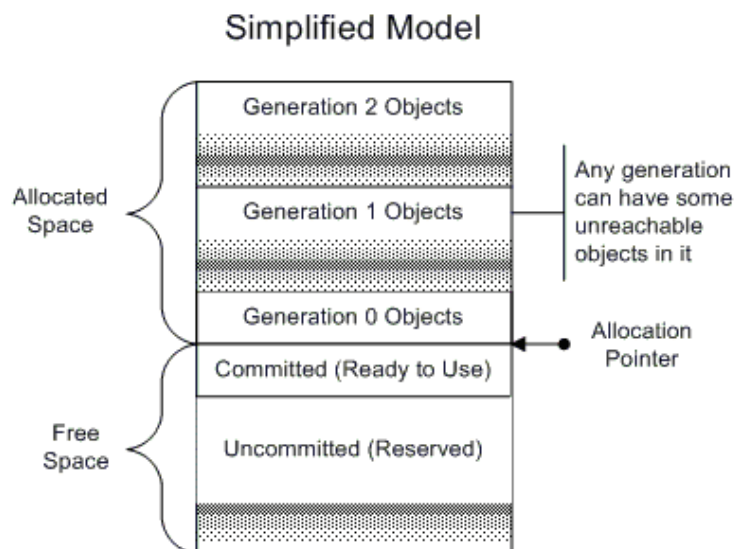 Simplified Model
Generation 2 Objects
Allocated
Space
Generation 1 Objects
Any generation
can have some
unreachable
objects in it
Generation 0 Objects
Allocation
Pointer
Committed (Ready to Use)
Free
Space
Uncommitted (Reserved)